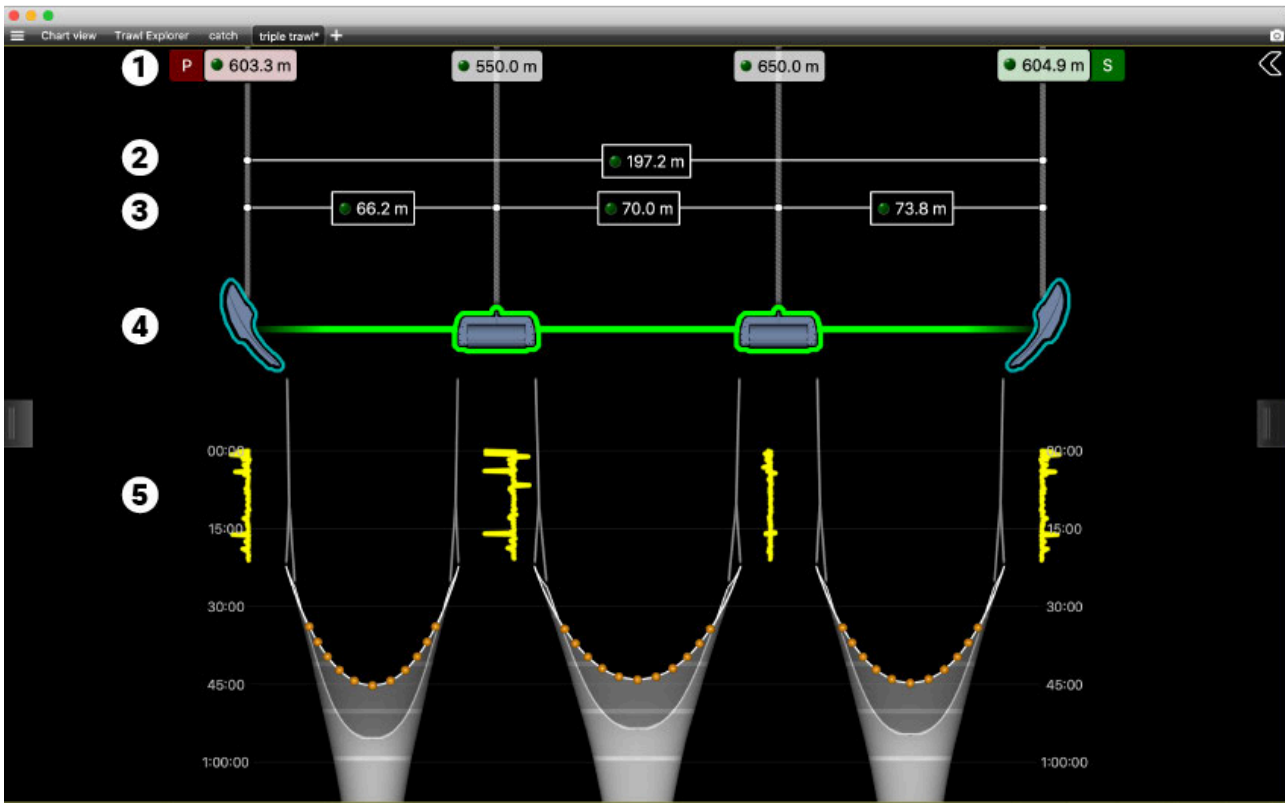 Chart view Trawl Explorer catch triple trawl* +
1 P 603.3 m 550.0 m 650.0 m 604.9 m S
2 197.2 m
3 66.2 m 70.0 m 73.8 m
4
00:00 00:00
5
15:00 15:00
30:00 30:00
45:00 45:00
1:00:00 1:00:00